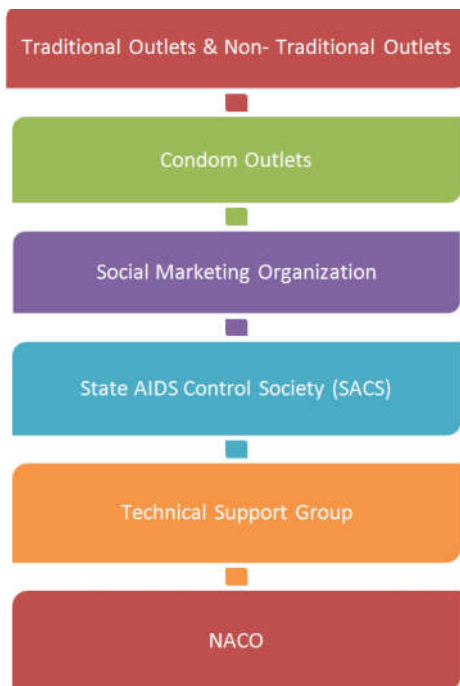 Traditional Outlets & Non- Traditional Outlets
Condom Outlets
Social Marketing Organization
State AIDS Control Society (SACS)
Technical Support Group
NACO